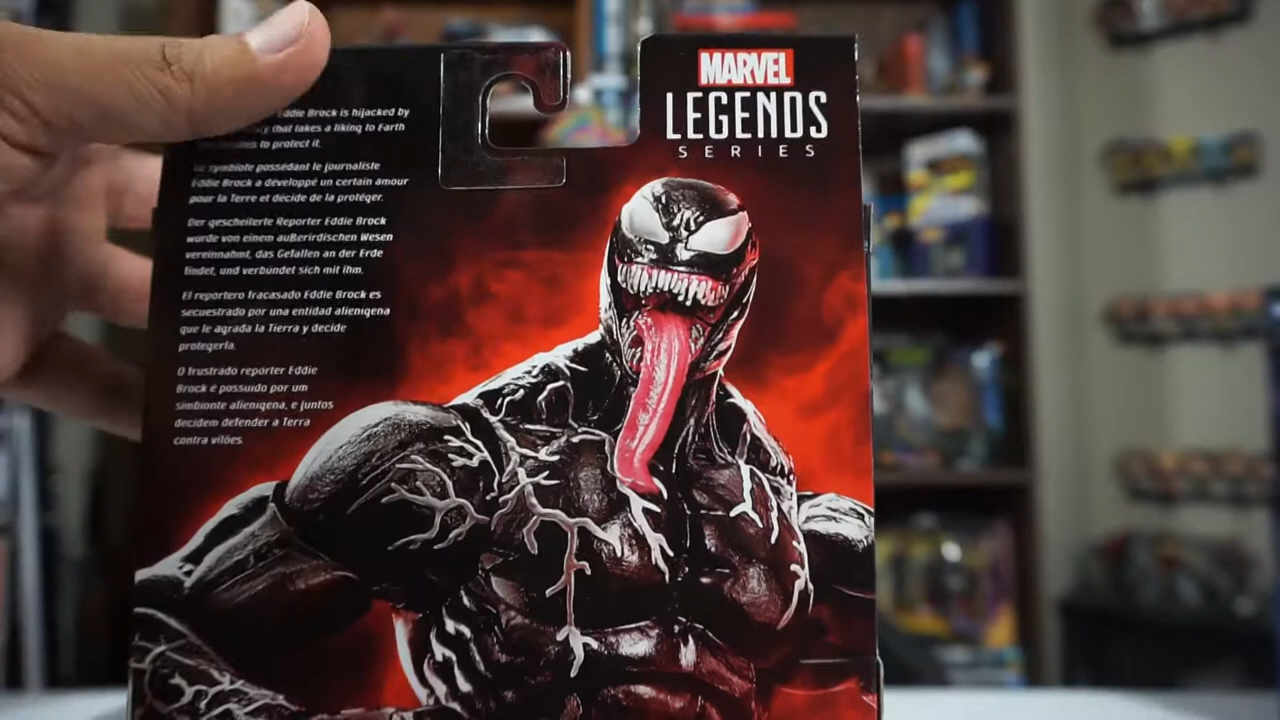 Eddie Brock is hijacked by
that takes a liking to Earth
to protect it.
symbiote possédant le journaliste
Eddie Brock a développé un certain amour
pour la Terre et décide de la protéger.
Der gescheiterte Reporter Eddie Brock
wurde von einem außerirdischen Wesen
vereinnahmt, das Gefallen an der Erde
findet, und verbündet sich mit ihm.
El reportero fracasado Eddie Brock es
secuestrado por una entidad alienígena
que le agrada la Tierra y decide
protegerla.
O frustrado repórter Eddie
Brock é possuído por um
simbionte alienígena, e juntos
decidem defender a Terra
contra vilões.
MARVEL
LEGENDS
SERIES